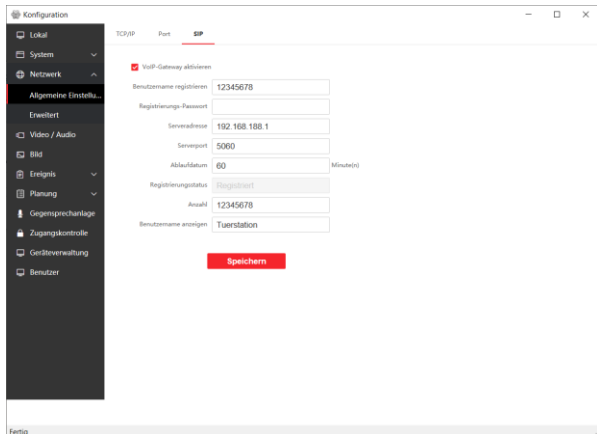 Konfiguration
Lokal
System
Netzwerk
Allgemeine Einstellu...
Erweitert
Video / Audio
Bild
Ereignis
Planung
Gegensprechanlage
Zugangskontrolle
Geräteverwaltung
Benutzer
TCP/IP Port SIP
VoIP-Gateway aktivieren
Benutzername registrieren 12345678
Registrierungs-Passwort
Serveradresse 192.168.188.1
Serverport 5060
Ablaufdatum 60 Minute(n)
Registrierungsstatus Registriert
Anzahl 12345678
Benutzername anzeigen Tuerstation
Speichern
Fertig